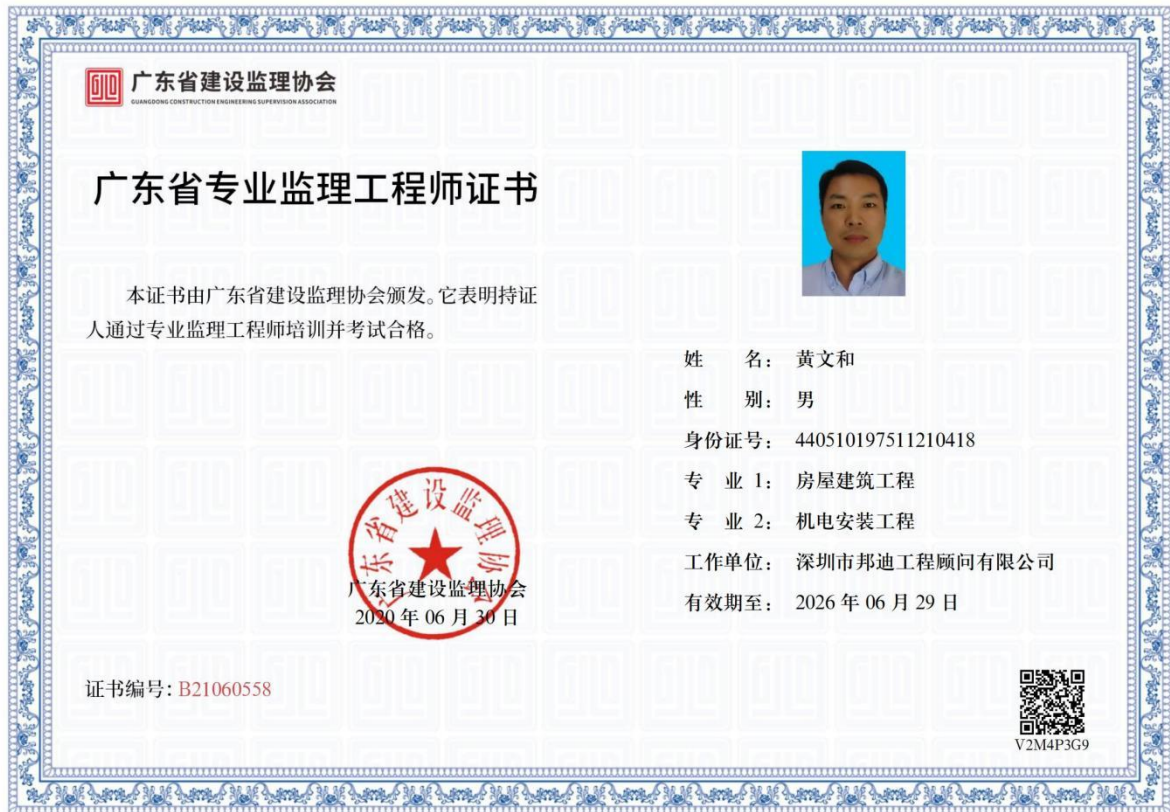 广东省建设监理协会
GUANGDONG CONSTRUCTION ENGINEERING SUPERVISION ASSOCIATION
广东省专业监理工程师证书
本证书由广东省建设监理协会颁发。它表明持证
人通过专业监理工程师培训并考试合格。
姓 名： 黄文和
性 别： 男
身份证号： 440510197511210418
专 业 1： 房屋建筑工程
专 业 2： 机电安装工程
工作单位： 深圳市邦迪工程顾问有限公司
有效期至： 2026 年 06 月 29 日
广东省建设监理协会
广东省建设监理协会
2020 年 06 月 30 日
证书编号: B21060558
V2M4P3G9